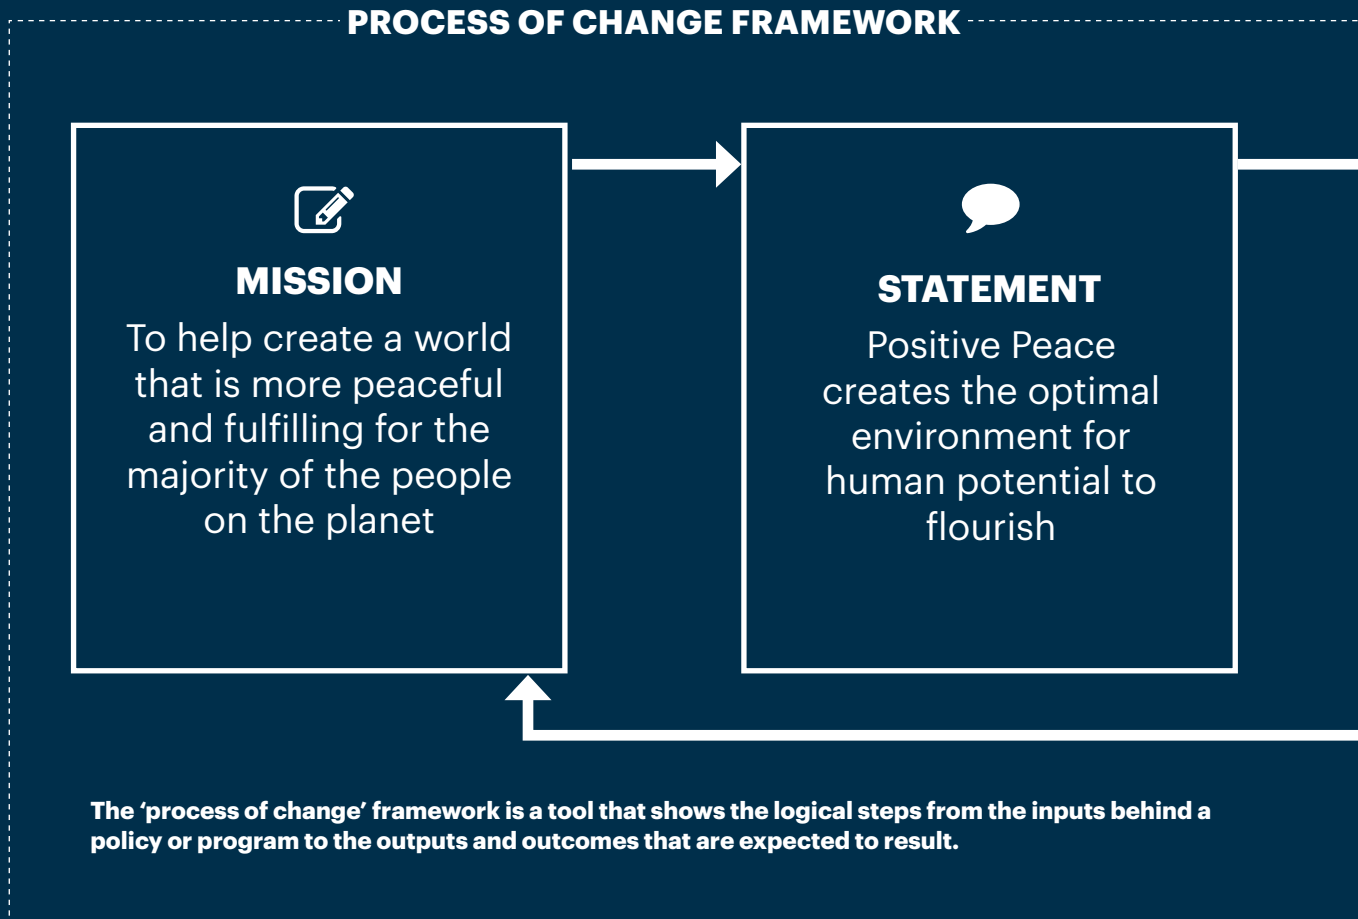 PROCESS OF CHANGE FRAMEWORK
MISSION
To help create a world
that is more peaceful
and fulfilling for the
majority of the people
on the planet
STATEMENT
Positive Peace
creates the optimal
environment for
human potential to
flourish
The ‘process of change’ framework is a tool that shows the logical steps from the inputs behind a
policy or program to the outputs and outcomes that are expected to result.